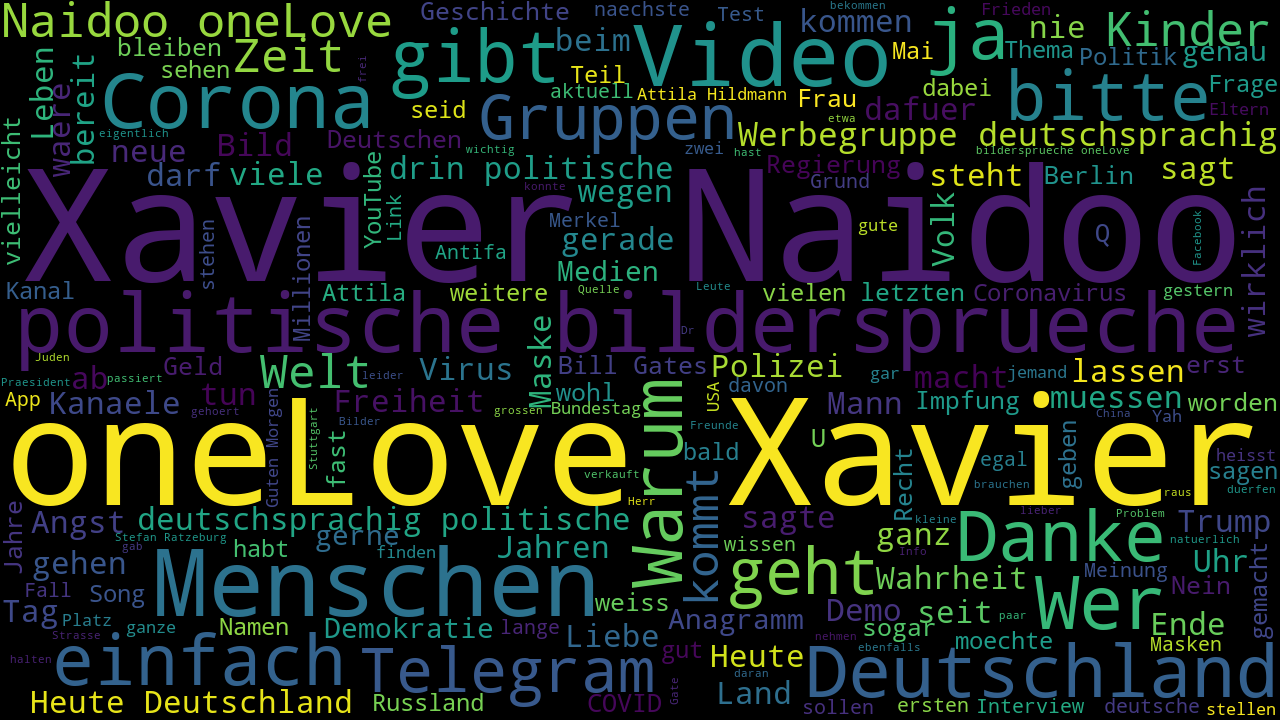 Naidoo oneLove
Geschichte
naechste
Test
bekommen
kommen
Frieden
ja
nie
Kinder
bleiben
sehen
Zeit
gibt
beim
Video
Mai
Thema
Politik
genau
Leben
bereit
waere
Corona
frei
Teil
aktuell
Attila Hildmann
Frau
dabei
dafuer
bitte
Frage
Eltern
seid
Gruppen
etwa
Werbegruppe deutschsprachig
eigentlich
neue
Bild
Deutschen
wichtig
zwei
hast
bildersprueche oneLove
vielleicht
darf
viele
YouTube
Link
drin politische
konnte
wegen
Regierung
Grund
steht
Berlin
sagt
Xavier Naidoo
stehen
Millionen
Merkel
gute
Volk
Q
Facebook
wirklich
Antifa
gerade
Medien
Kanal
Attila
weitere
Quelle
Leute
vielen
letzten
Coronavirus
gestern
politische bildersprueche
Dr
Juden
Geld
Welt
Virus
Maske
Bill Gates
Polizei
erst
Praesident
ab
passiert
leider
gar
macht
jemand
lassen
App
Kanaele
tun
Freiheit
wohl
USA
davon
Mann
Impfung
muessen
worden
gehoert
Guten Morgen
Bilder
grossen
Bundestag
Warum
Freunde
China
Yah
oneLove Xavier
Stuttgart
fast
U
bald
Recht
egal
geben
heisst
sagen
verkauft
brauchen
Herr
raus
duerfen
Jahre
Angst
deutschsprachig politische
kommt
sagte
kleine
lieber
Problem
Trump
Stefan Ratzeburg
gerne
ganz
Danke
natuerlich
gab
habt
finden
Jahren
wissen
Info
Uhr
gehen
Menschen
geht
Wahrheit
Wer
Meinung
Nein
gemacht
Fall
Song
weiss
Tag
Platz
Namen
Demokratie
lange
Anagramm
Demo
seit
paar
Ende
Strasse
ganze
Liebe
sogar
nehmen
moechte
Masken
halten
einfach
Telegram
gut
Heute
ebenfalls
Deutschland
daran
Gate
Land
Heute Deutschland
Russland
COVID
sollen
ersten
Interview
deutsche
stellen